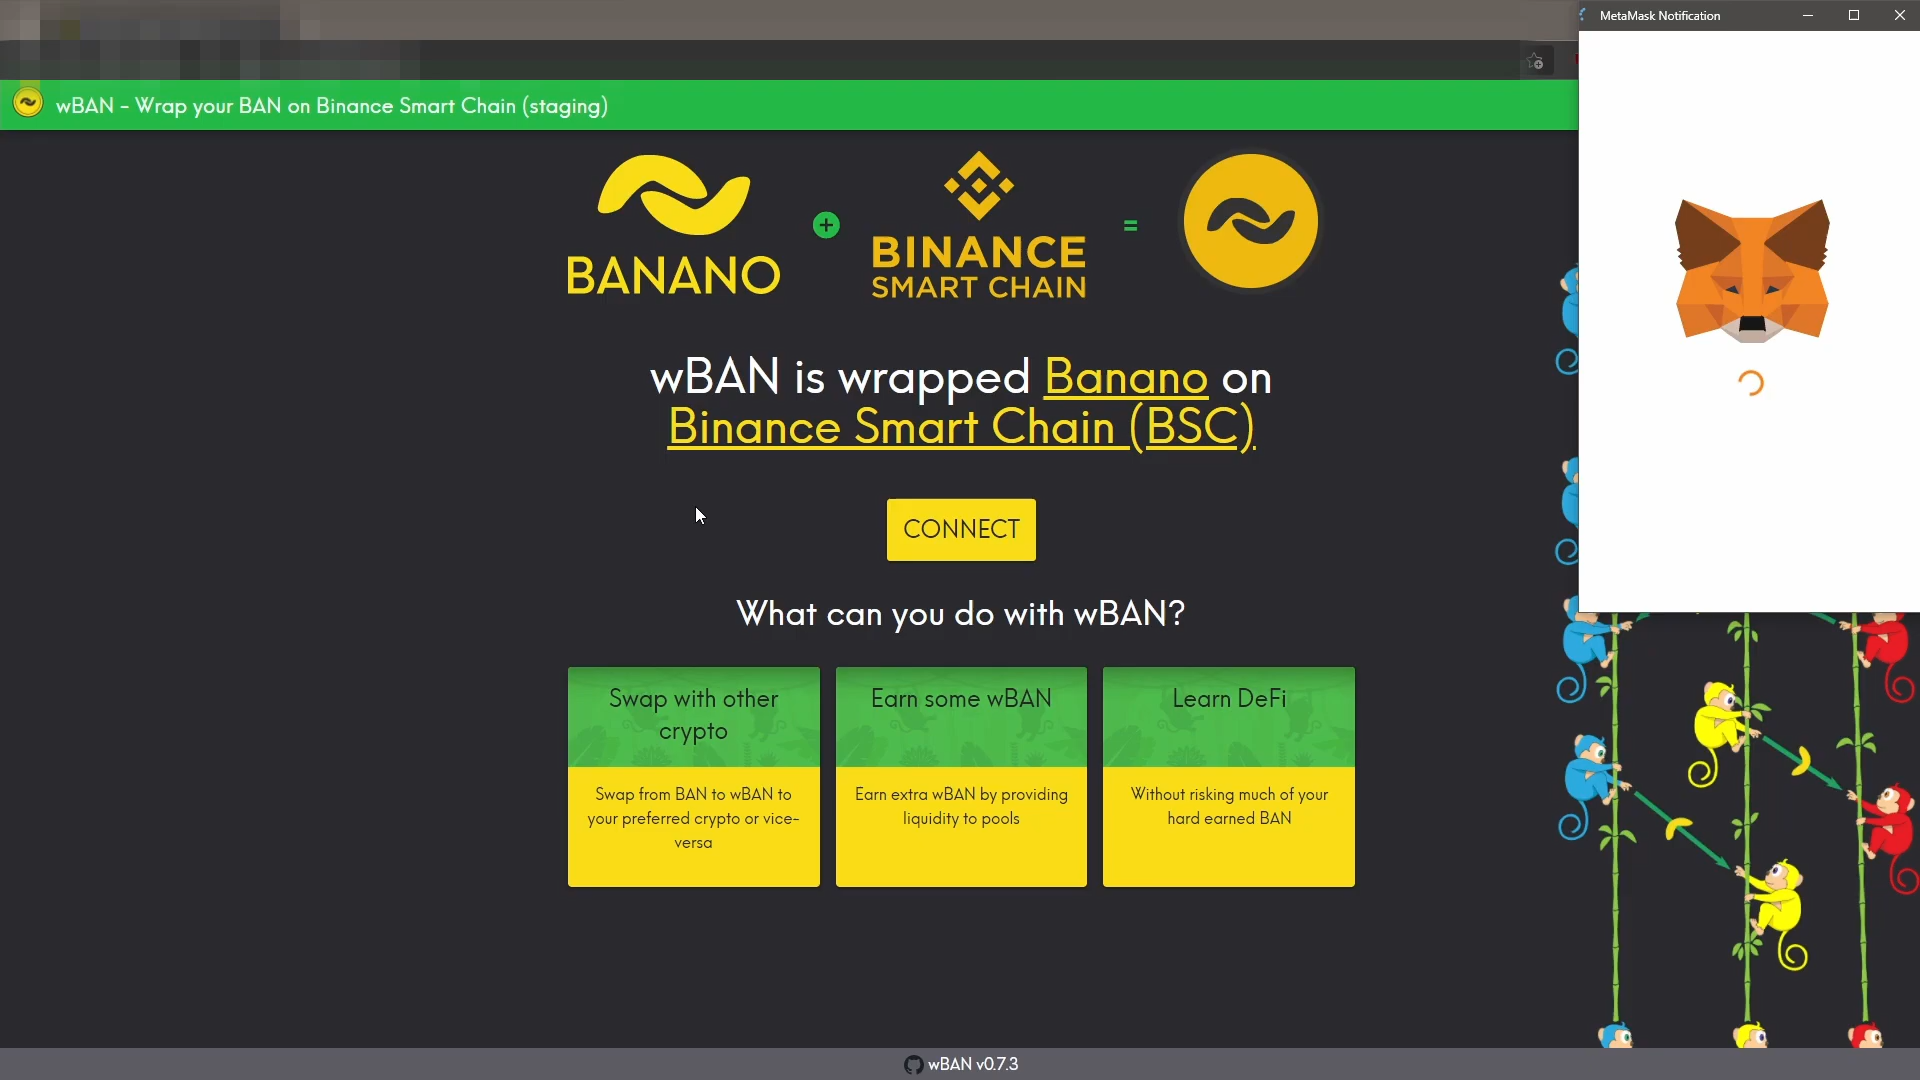 MetaMask Notification
wBAN - Wrap your BAN on Binance Smart Chain (staging)
BANANO
BINANCE
SMART CHAIN
wBAN is wrapped Banano on
Binance Smart Chain (BSC).
CONNECT
What can you do with wBAN?
Swap with other
crypto
Swap from BAN to wBAN to
your preferred crypto or vice-
versa
Earn some wBAN
Earn extra wBAN by providing
liquidity to pools
Learn DeFi
Without risking much of your
hard earned BAN
wBAN v0.7.3